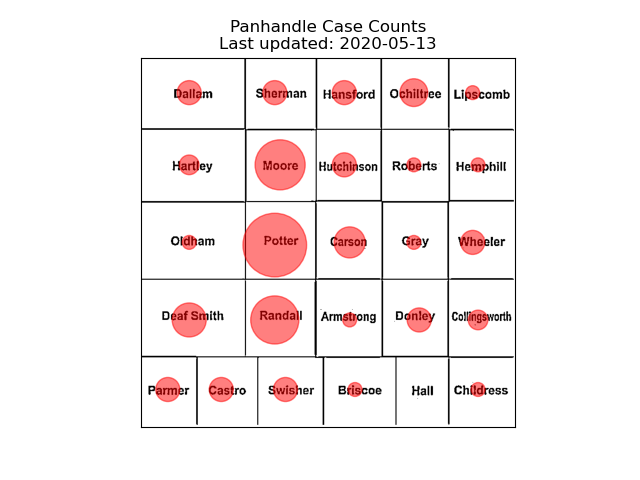 Panhandle Case Counts
Last updated: 2020-05-13
Dallam Sherman Hansford Ochiltree Lipscomb
Hartley Moore Hutchinson Roberts Hemphill
Oldham Potter Carson Gray Wheeler
Deaf Smith Randall Armstrong Donley Collingsworth
Parmer Castro Swisher Briscoe Hall Childress